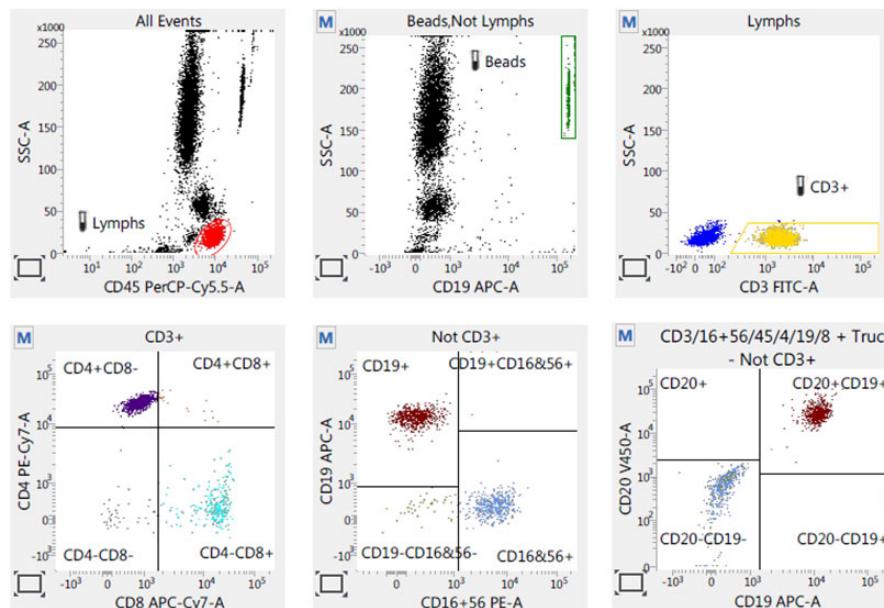 All Events
x1000
250
200
150
100
50
0
SSC-A
Lymphs
10¹ 10² 10³ 10⁴ 10⁵
CD45 PerCP-Cy5.5-A
M
Beads,Not Lymphs
x1000
250
200
150
100
50
0
SSC-A
Beads
-10³ 0 10³ 10⁴ 10⁵
CD19 APC-A
M
Lymphs
x1000
250
200
150
100
50
0
SSC-A
CD3+
-10² 10² 10³ 10⁴ 10⁵
CD3 FITC-A
M
CD3+
CD4+CD8- CD4+CD8+
10⁵
10⁴
10³
0
-10³
CD4 PE-Cy7-A
CD4-CD8- CD4-CD8+
-10³ 0 10³ 10⁴ 10⁵
CD8 APC-Cy7-A
M
Not CD3+
CD19+ CD19+CD16&56+
10⁵
10⁴
10³
0
-10³
CD19 APC-A
CD19-CD16&56- CD16&56+
-10³ 0 10³ 10⁴ 10⁵
CD16+56 PE-A
M
CD3/16+56/45/4/19/8 + Truc
- Not CD3+
CD20+ CD20+CD19+
10⁵
10⁴
10³
10²
0
CD20 V450-A
CD20-CD19- CD20-CD19+
-10³ 0 10³ 10⁴ 10⁵
CD19 APC-A